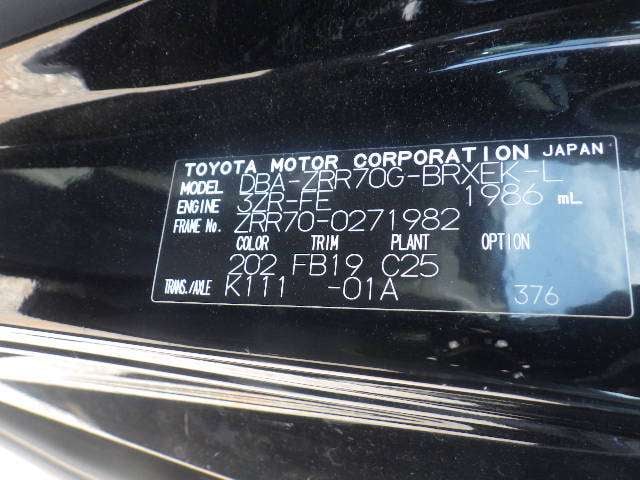 TOYOTA MOTOR CORPORATION JAPAN
MODEL DBA-ZRR70G-BRXEK-L
ENGINE 3ZR-FE 1986 mL
FRAME No. ZRR70-0271982
COLOR TRIM PLANT OPTION
202 FB19 C25
TRANS./AXLE K111 -01A 376